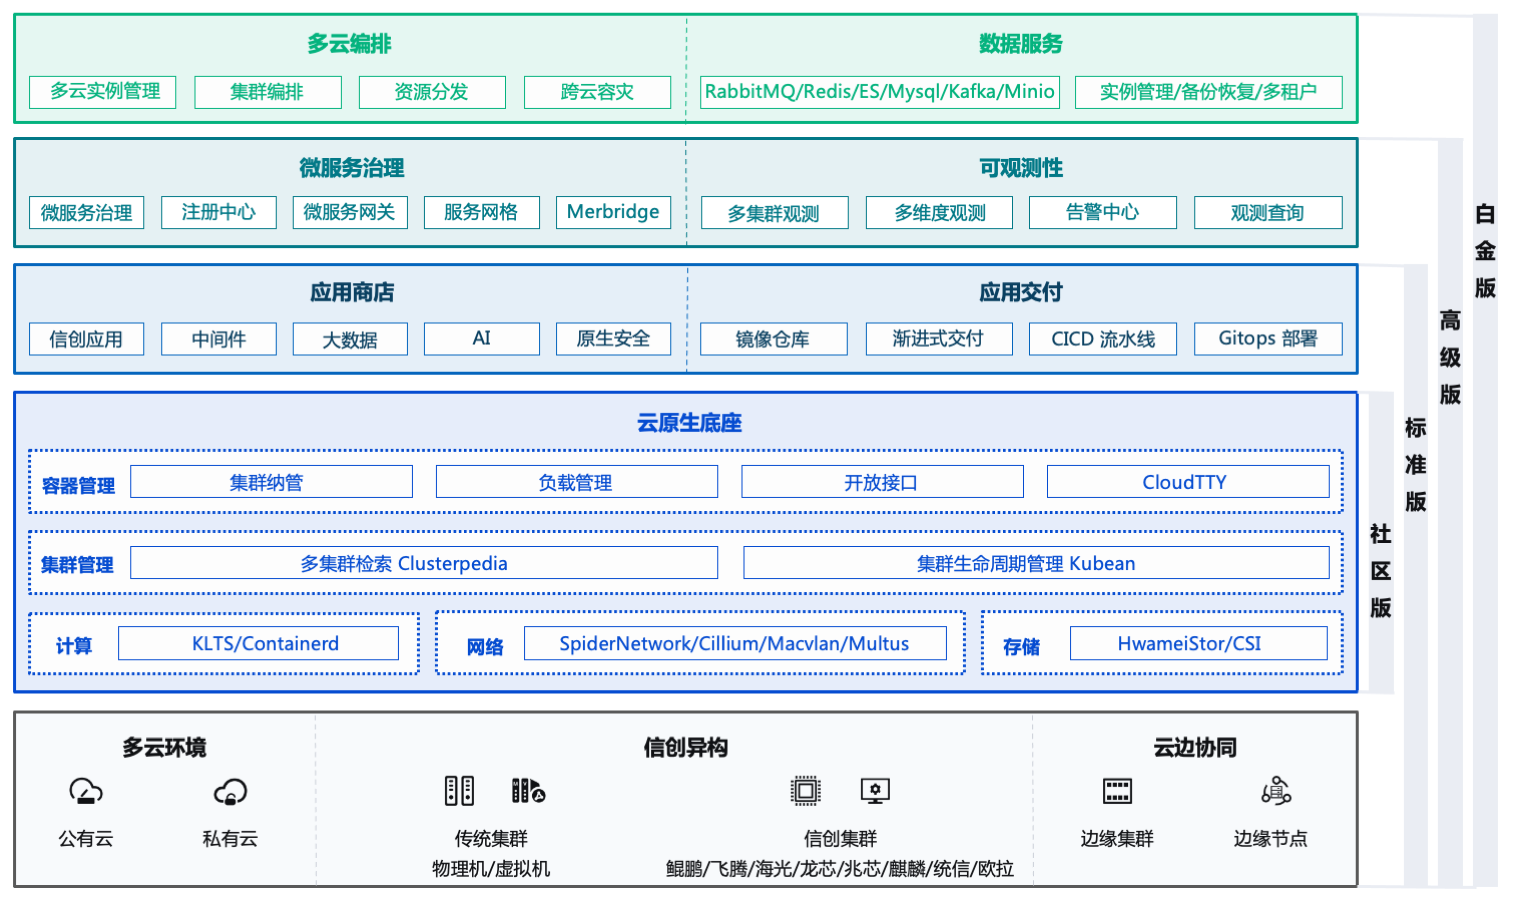 多云编排
数据服务
多云实例管理
集群编排
资源分发
跨云容灾
RabbitMQ/Redis/ES/Mysql/Kafka/Minio
实例管理/备份恢复/多租户
微服务治理
可观测性
微服务治理
注册中心
微服务网关
服务网格
Merbridge
多集群观测
多维度观测
告警中心
观测查询
应用商店
应用交付
信创应用
中间件
大数据
AI
原生安全
镜像仓库
渐进式交付
CICD 流水线
Gitops 部署
云原生底座
容器管理
集群纳管
负载管理
开放接口
CloudTTY
集群管理
多集群检索 Clusterpedia
集群生命周期管理 Kubean
计算
KLTS/Containerd
网络
SpiderNetwork/Cillium/Macvlan/Multus
存储
HwameiStor/CSI
多云环境
信创异构
云边协同
公有云
私有云
传统集群
物理机/虚拟机
信创集群
鲲鹏/飞腾/海光/龙芯/兆芯/麒麟/统信/欧拉
边缘集群
边缘节点
社区版
标准版
高级版
白金版